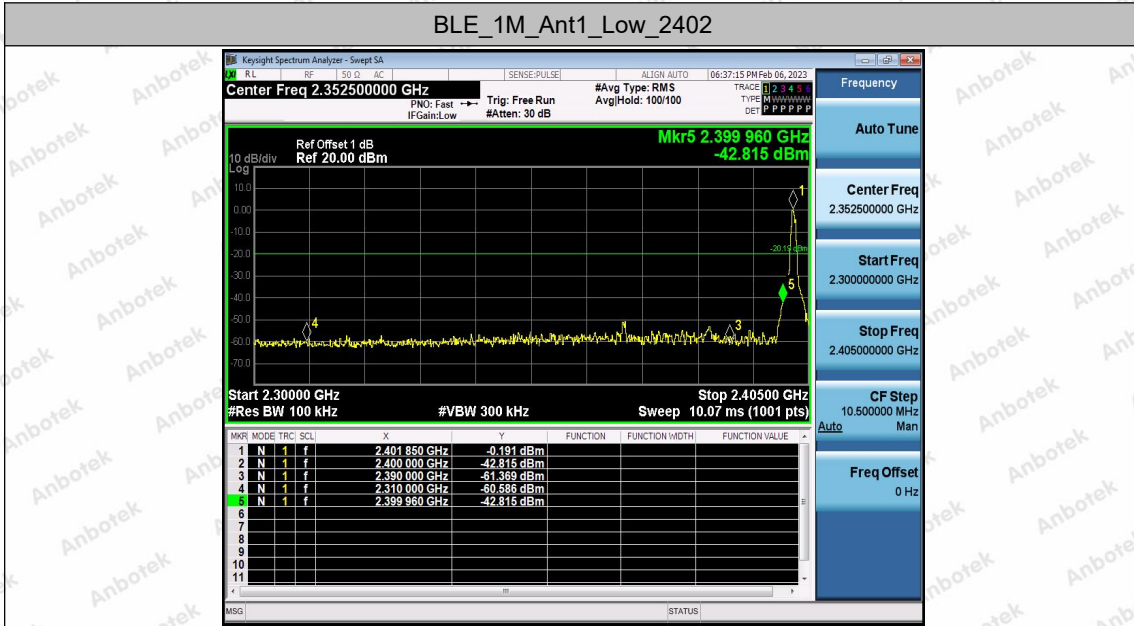 BLE_1M_Ant1_Low_2402
Keysight Spectrum Analyzer - Swept SA
RL RF 50 Ω AC SENSE:PULSE ALIGN AUTO 06:37:15 PM Feb 06, 2023
Center Freq 2.352500000 GHz
PNO: Fast
IFGain:Low
Trig: Free Run
#Atten: 30 dB
#Avg Type: RMS
Avg|Hold: 100/100
TRACE 1 2 3 4 5 6
TYPE M W W W W W
DET P P P P P P
Mkr5 2.399 960 GHz
-42.815 dBm
Ref Offset 1 dB
10 dB/div Ref 20.00 dBm
Log
10.0
0.00
-10.0
-20.0
-30.0
-40.0
-50.0
-60.0
-70.0
1
-20.19 dBm
5
4
3
Start 2.30000 GHz Stop 2.40500 GHz
#Res BW 100 kHz #VBW 300 kHz Sweep 10.07 ms (1001 pts)
MKR MODE TRC SCL X Y FUNCTION FUNCTION WIDTH FUNCTION VALUE
1 N 1 f 2.401 850 GHz -0.191 dBm
2 N 1 f 2.400 000 GHz -42.815 dBm
3 N 1 f 2.390 000 GHz -61.369 dBm
4 N 1 f 2.310 000 GHz -60.586 dBm
5 N 1 f 2.399 960 GHz -42.815 dBm
6
7
8
9
10
11
MSG STATUS
Frequency
Auto Tune
Center Freq
2.352500000 GHz
Start Freq
2.300000000 GHz
Stop Freq
2.405000000 GHz
CF Step
10.500000 MHz
Auto Man
Freq Offset
0 Hz
Anbotek